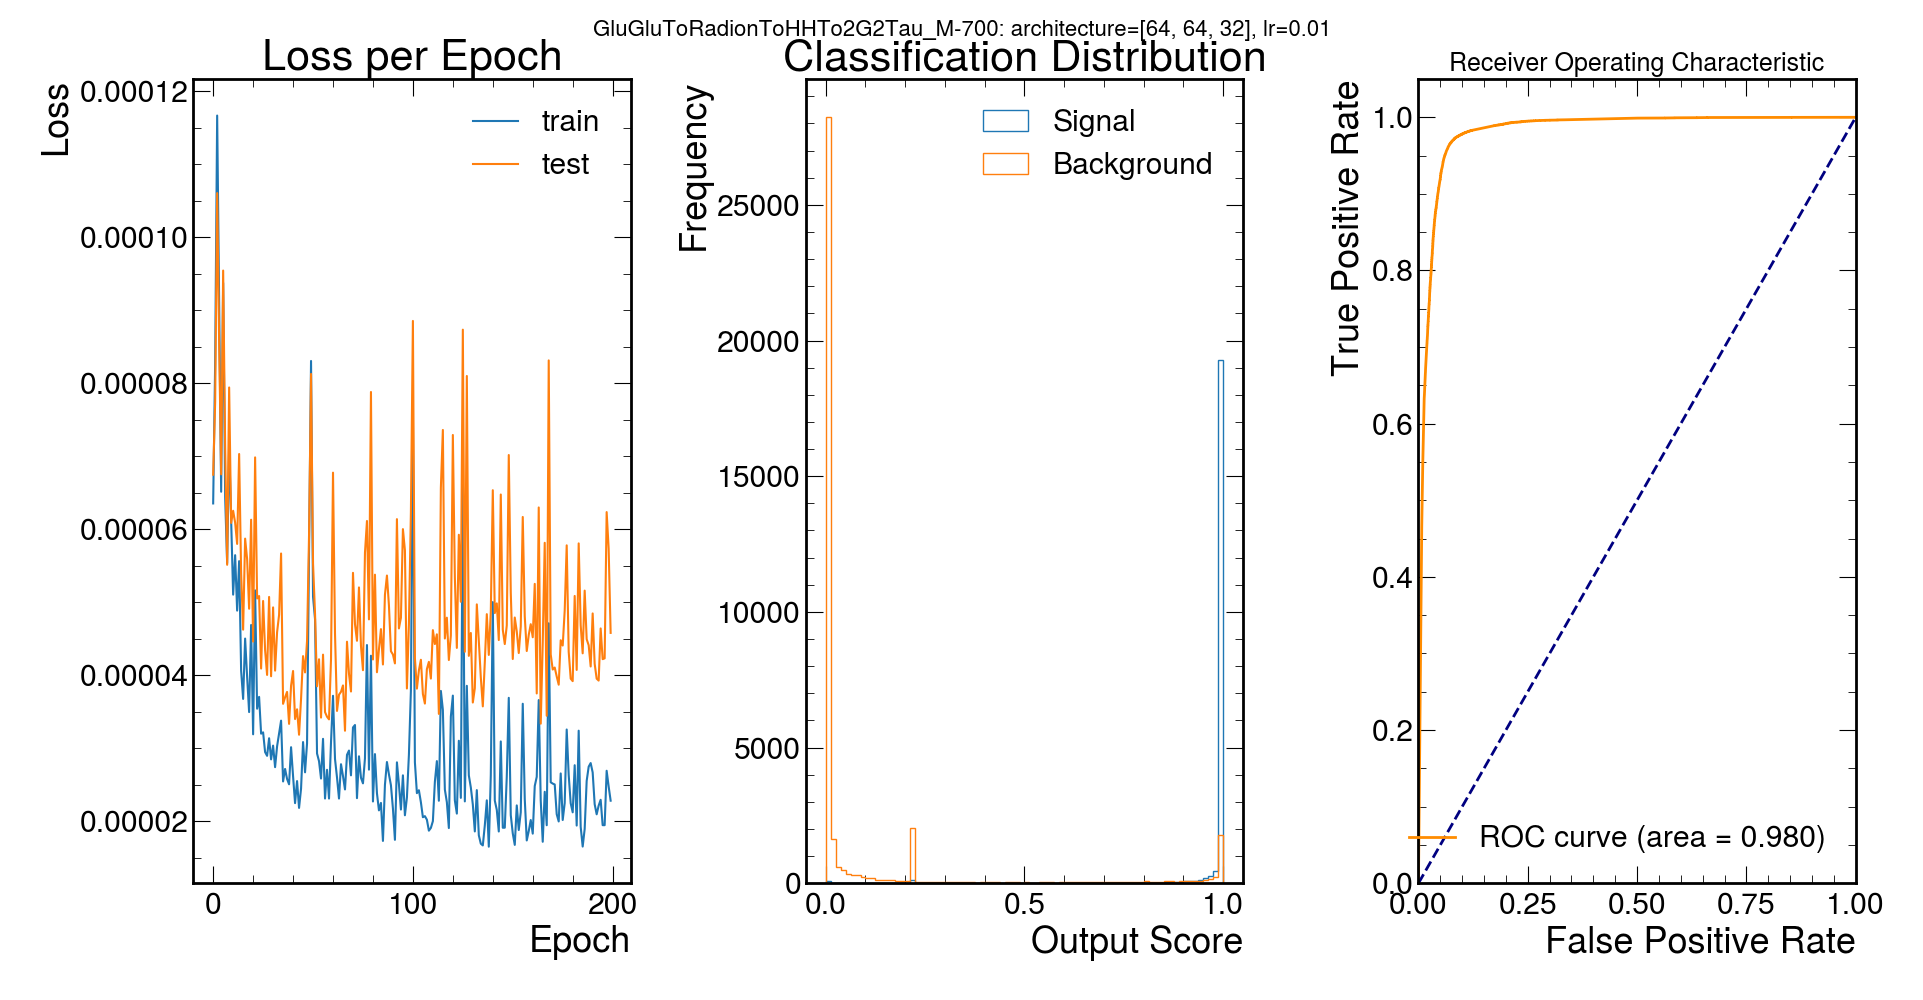 GluGluToRadionToHHTo2G2Tau_M-700: architecture=[64, 64, 32], lr=0.01
Loss per Epoch
Loss
0.00012
0.00010
0.00008
0.00006
0.00004
0.00002
train
test
0
100
200
Epoch
Classification Distribution
Frequency
25000
20000
15000
10000
5000
0
Signal
Background
0.0
0.5
1.0
Output Score
Receiver Operating Characteristic
True Positive Rate
1.0
0.8
0.6
0.4
0.2
0.0
ROC curve (area = 0.980)
0.00
0.25
0.50
0.75
1.00
False Positive Rate